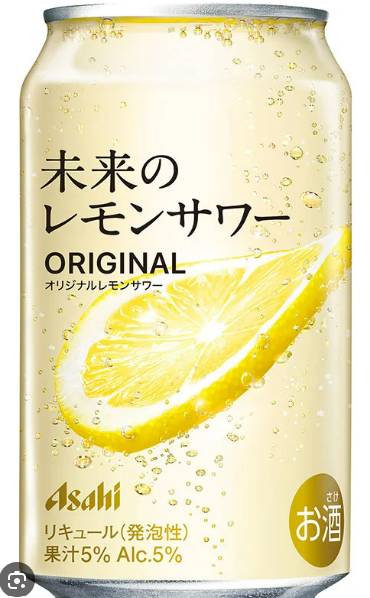 未来の
レモンサワー
ORIGINAL
オリジナルレモンサワー
Asahi
リキュール(発泡性)
果汁5% Alc.5%
さけ
お酒